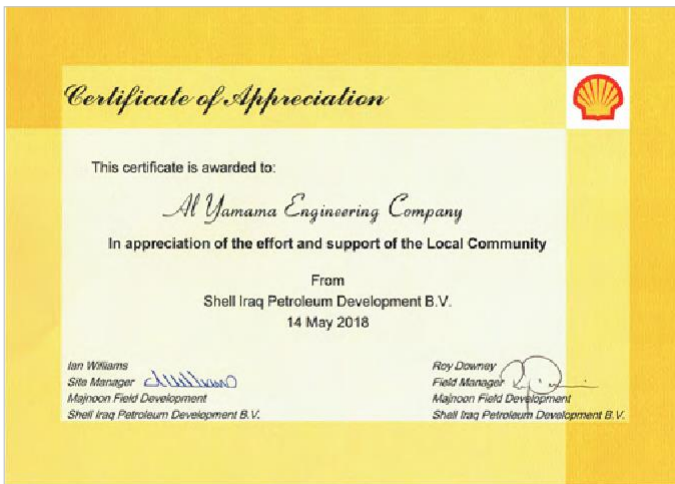 Certificate of Appreciation
This certificate is awarded to:
Al Yamama Engineering Company
In appreciation of the effort and support of the Local Community
From
Shell Iraq Petroleum Development B.V.
14 May 2018
Ian Williams
Site Manager
Majnoon Field Development
Shell Iraq Petroleum Development B.V.
Roy Downey
Field Manager
Majnoon Field Development
Shell Iraq Petroleum Development B.V.